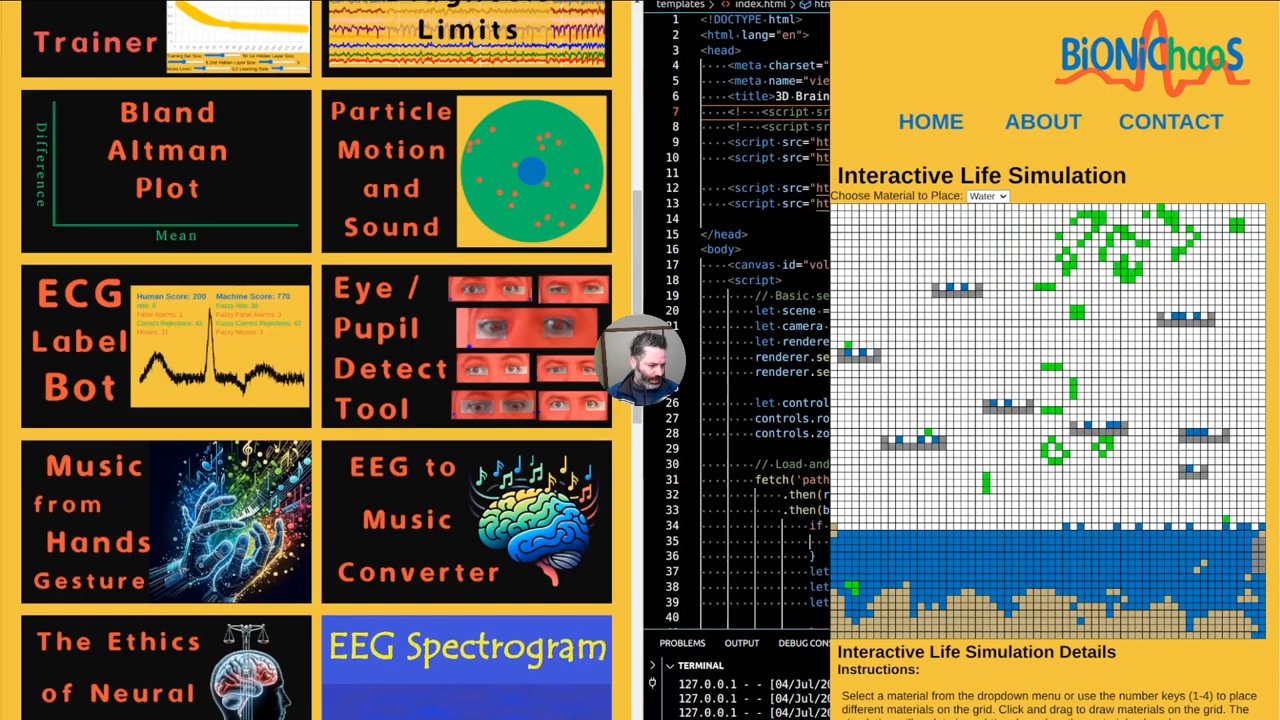 Trainer
Limits
Difference
Bland
Altman
Plot
Mean
Particle
Motion
and
Sound
ECG
Label
Bot
Human Score: 200 Machine Score: 770
Eye /
Pupil
Detect
Tool
Music
from
Hands
Gesture
EEG to
Music
Converter
The Ethics
of Neural
EEG Spectrogram
templates > index.html >
1 <!DOCTYPE html>
2 <html lang="en">
3 <head>
4 <meta charset="
5 <meta name="vie
6 <title>3D Brain
7 <!---<script sr
8 <!---<script sr
9 <script src="ht
10 <script src="ht
11
12 <script src="ht
13 <script src="ht
14
15 </head>
16 <body>
17 <canvas id="vol
18 <script>
19 // Basic se
20 let scene =
21 let camera
22 let rendere
renderer.se
renderer.se
26 let control
27 controls.ro
28 controls.zo
30 // Load and
31 fetch('path
32 .then(r
33 .then(b
34 if
35
36 }
37 let
38 let
39 let
40
PROBLEMS OUTPUT DEBUG CONS
TERMINAL
127.0.0.1 - - [04/Jul/20
127.0.0.1 - - [04/Jul/20
127.0.0.1 - - [04/Jul/20
BiONiChaoS
HOME ABOUT CONTACT
Interactive Life Simulation
Choose Material to Place: Water
Interactive Life Simulation Details
Instructions:
Select a material from the dropdown menu or use the number keys (1-4) to place
different materials on the grid. Click and drag to draw materials on the grid. The